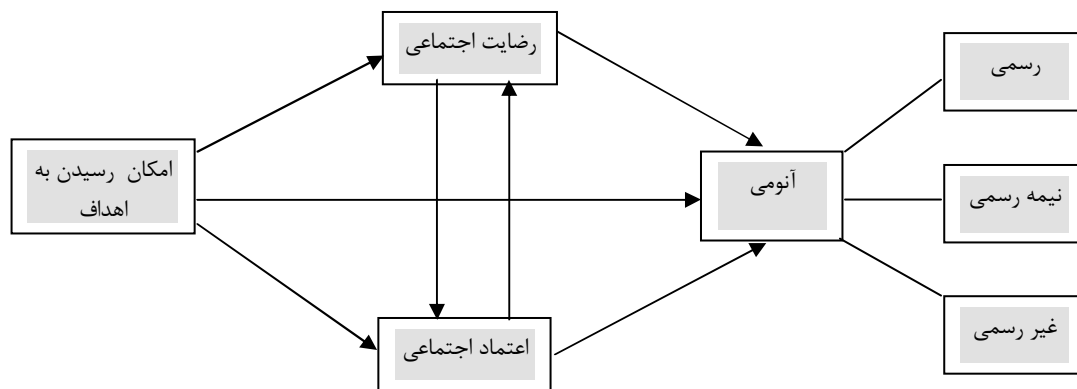 رضایت اجتماعی
رسمی
امکان رسیدن به
اهداف
آنومی
نیمه رسمی
اعتماد اجتماعی
غیر رسمی